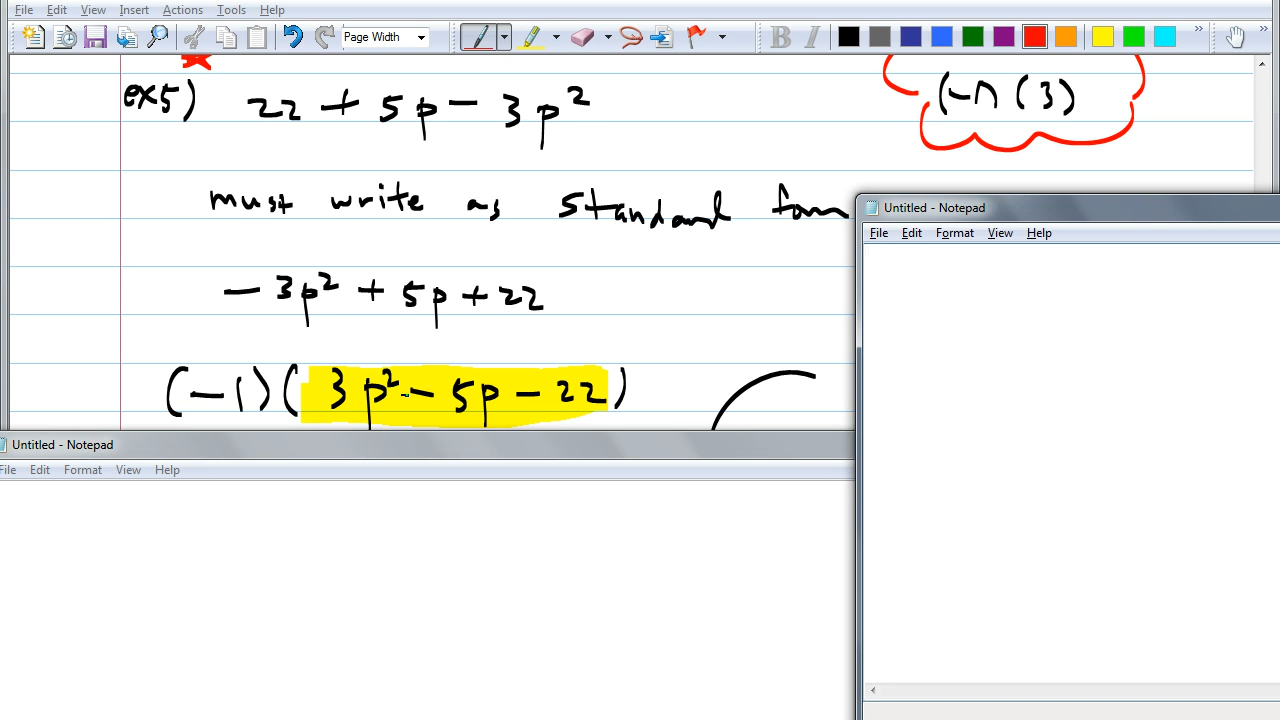 File Edit View Insert Actions Tools Help
Page Width
B I
ex5) 22 + 5p - 3p²
(-1)(3)
must write as standard form
- 3p² + 5p + 22
(-1)(3p² - 5p - 22)
Untitled - Notepad
File Edit Format View Help
Untitled - Notepad
File Edit Format View Help